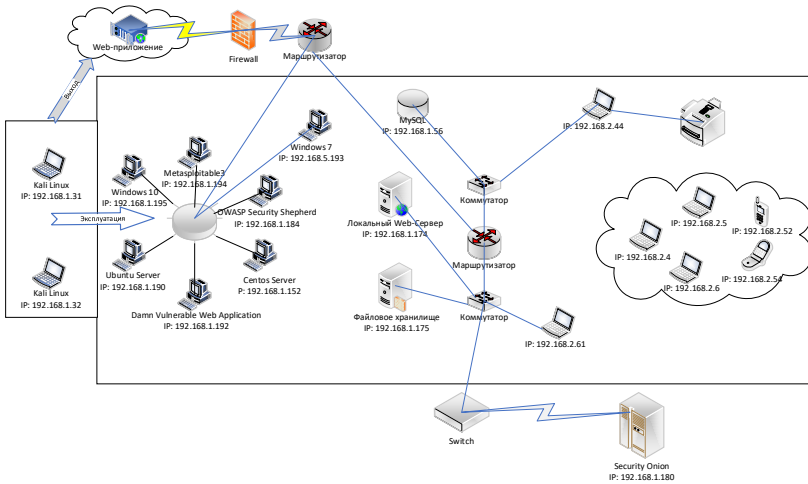 Web-приложение
Firewall
Маршрутизатор
Выход
Kali Linux
IP: 192.168.1.31
Kali Linux
IP: 192.168.1.32
Эксплуатация
Windows 10
IP: 192.168.1.195
Metasploitable3
IP: 192.168.1.194
Windows 7
IP: 192.168.5.193
OWASP Security Shepherd
IP: 192.168.1.184
Ubuntu Server
IP: 192.168.1.190
Damn Vulnerable Web Application
IP: 192.168.1.192
Centos Server
IP: 192.168.1.152
MySQL
IP: 192.168.1.56
Коммутатор
IP: 192.168.2.44
Локальный Web-Сервер
IP: 192.168.1.174
Маршрутизатор
Файловое хранилище
IP: 192.168.1.175
Коммутатор
IP: 192.168.2.61
IP: 192.168.2.5
IP: 192.168.2.52
IP: 192.168.2.4
IP: 192.168.2.6
IP: 192.168.2.54
Switch
Security Onion
IP: 192.168.1.180